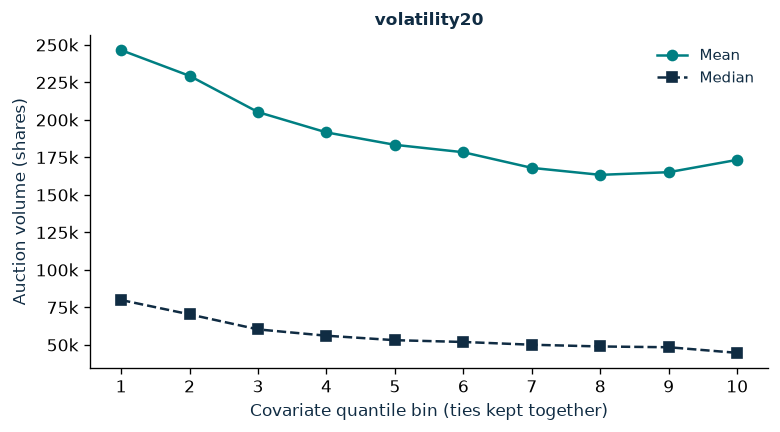 volatility20
250k
225k
200k
175k
150k
125k
100k
75k
50k
Auction volume (shares)
Mean
Median
1 2 3 4 5 6 7 8 9 10
Covariate quantile bin (ties kept together)